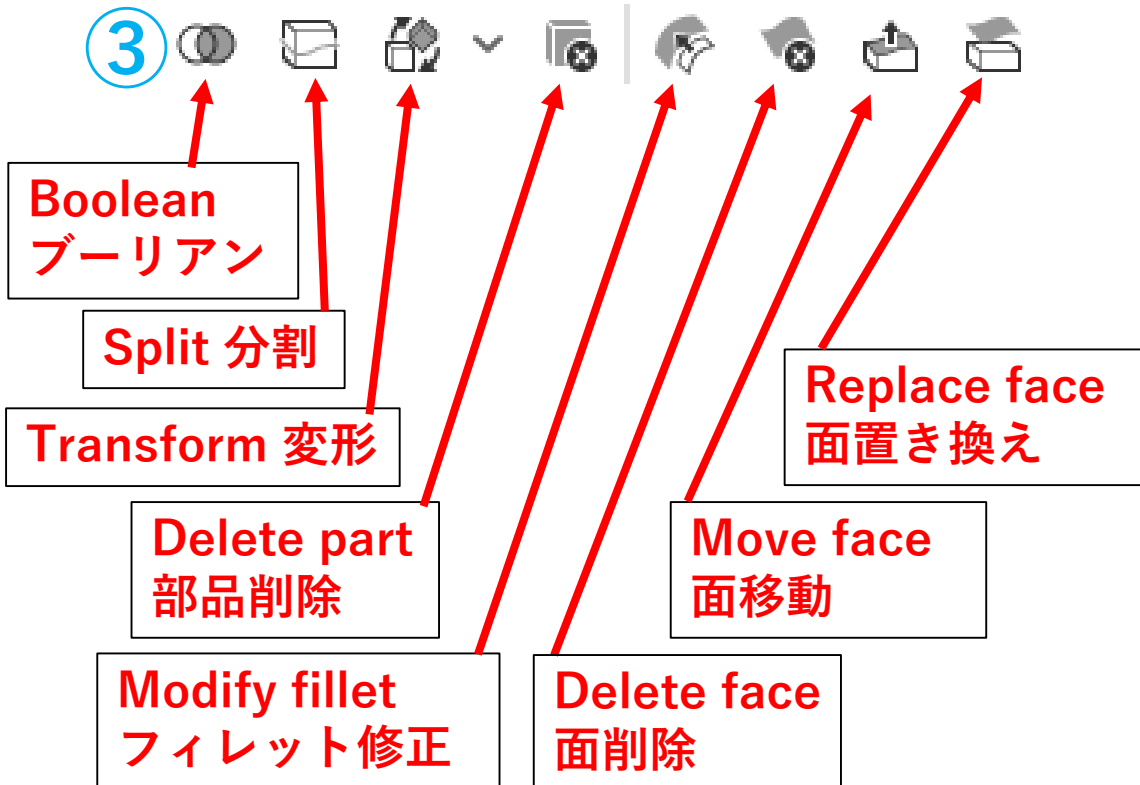 ③
Boolean
ブーリアン
Split 分割
Transform 変形
Replace face
面置き換え
Delete part
部品削除
Move face
面移動
Modify fillet
フィレット修正
Delete face
面削除